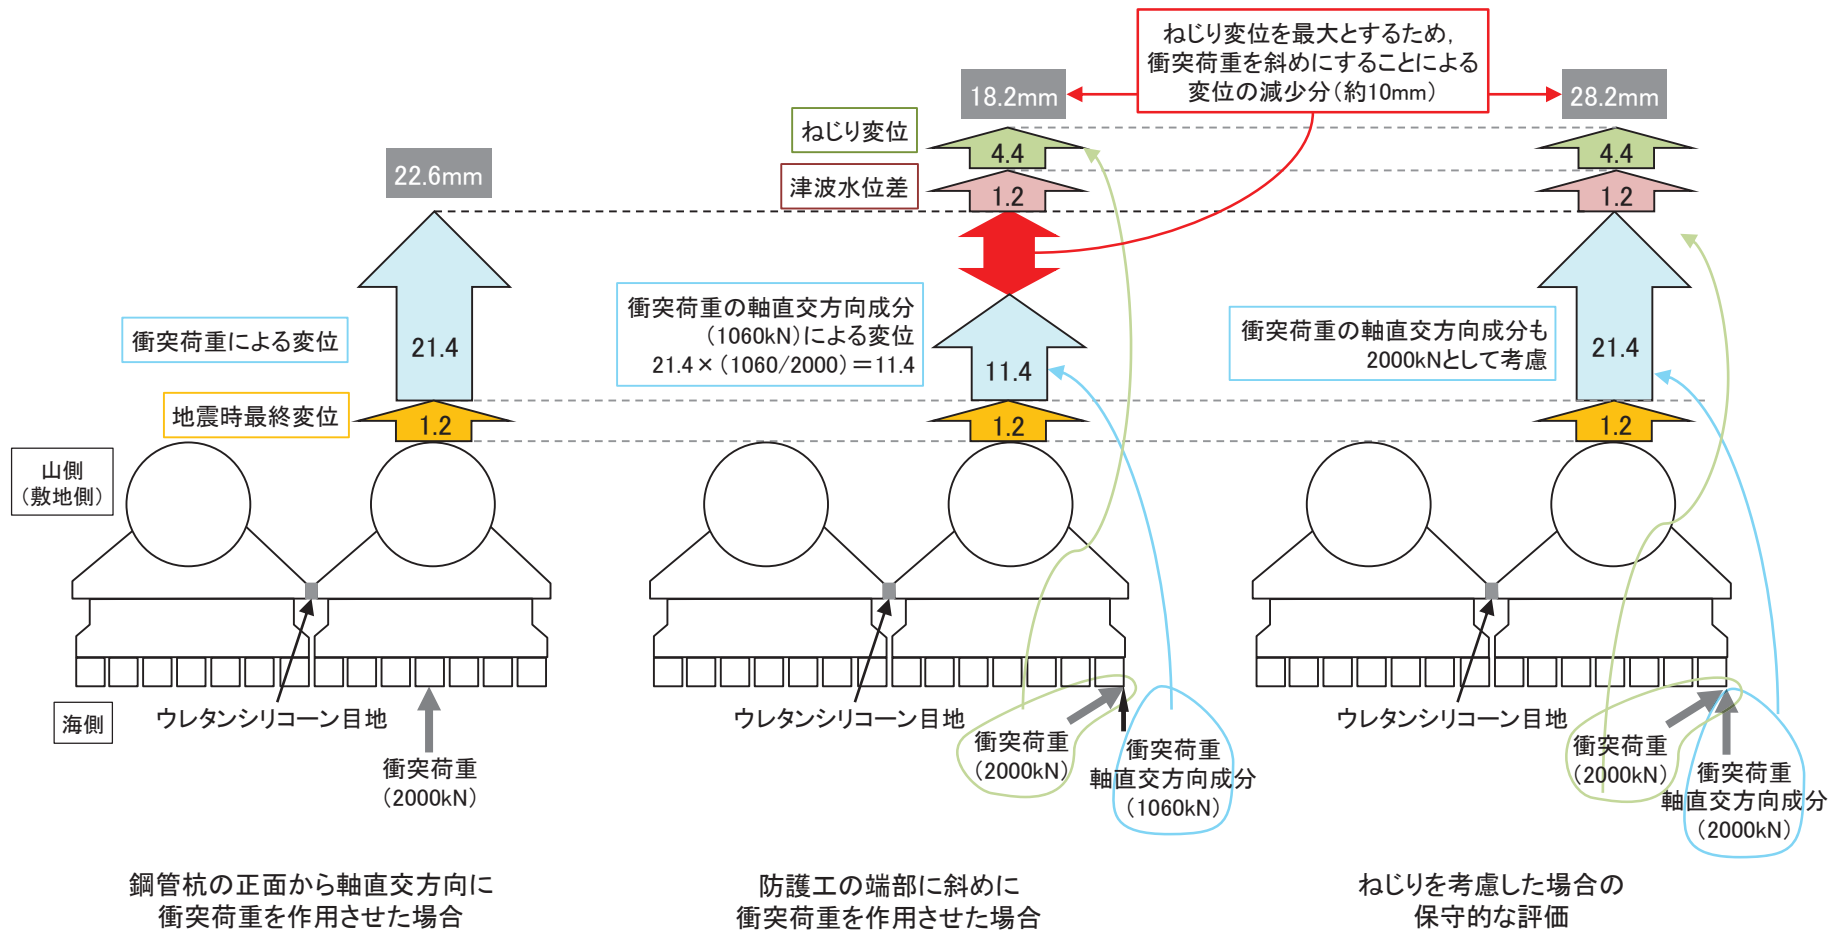 ねじり変位を最大とするため,
衝突荷重を斜めにすることによる
変位の減少分(約10mm)
18.2mm
28.2mm
ねじり変位
4.4
4.4
22.6mm
津波水位差
1.2
1.2
衝突荷重による変位
21.4
衝突荷重の軸直交方向成分
(1060kN)による変位
21.4×(1060/2000)=11.4
11.4
衝突荷重の軸直交方向成分も
2000kNとして考慮
21.4
地震時最終変位
1.2
1.2
1.2
山側
(敷地側)
海側
ウレタンシリコーン目地
衝突荷重
(2000kN)
ウレタンシリコーン目地
衝突荷重
(2000kN)
衝突荷重
軸直交方向成分
(1060kN)
ウレタンシリコーン目地
衝突荷重
(2000kN)
衝突荷重
軸直交方向成分
(2000kN)
鋼管杭の正面から軸直交方向に
衝突荷重を作用させた場合
防護工の端部に斜めに
衝突荷重を作用させた場合
ねじりを考慮した場合の
保守的な評価